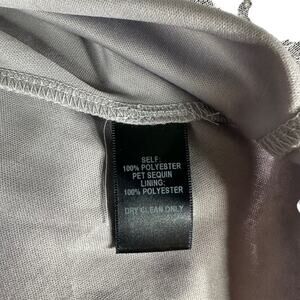 SELF:
100% POLYESTER
PET SEQUIN
LINING:
100% POLYESTER
DRY CLEAN ONLY